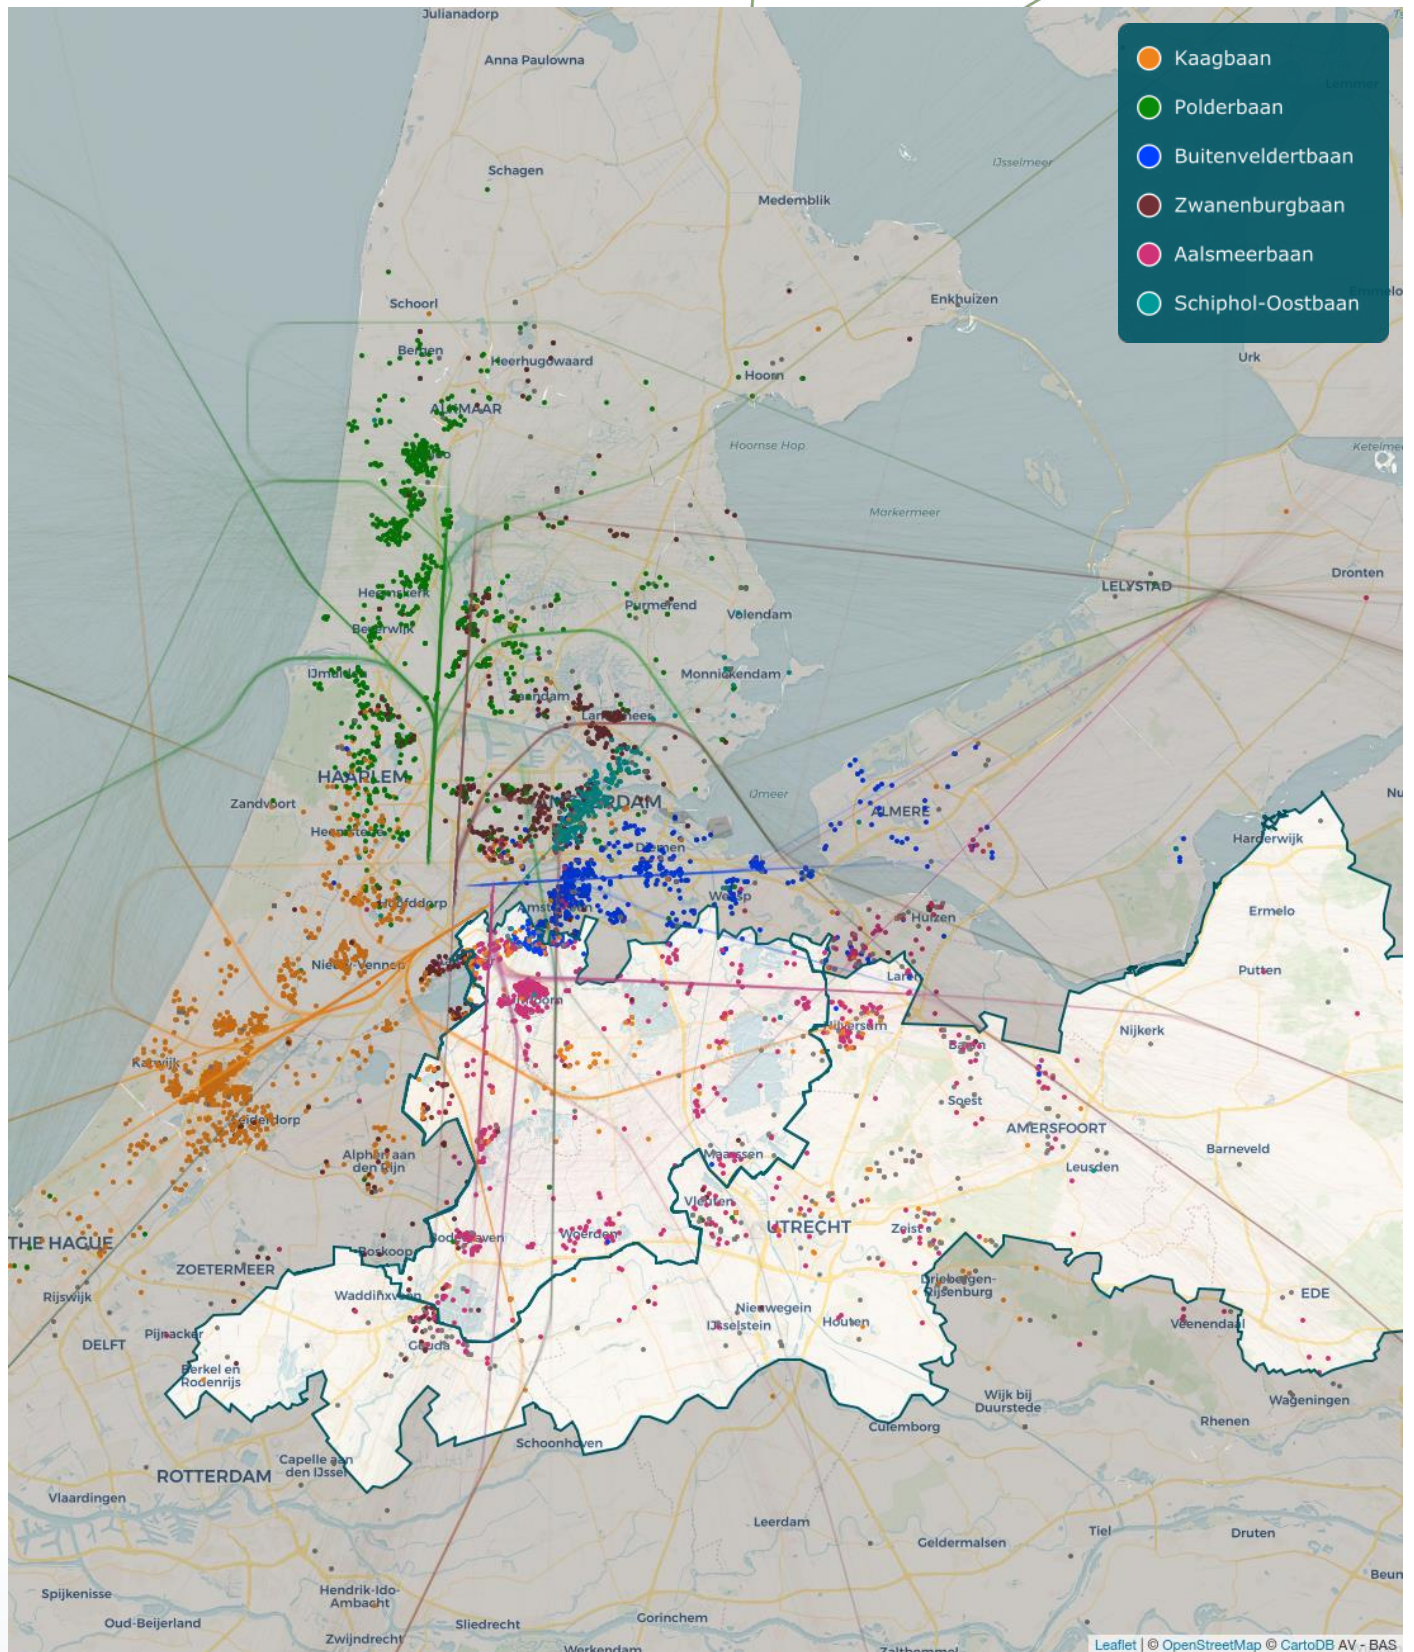 Julianadorp
Anna Paulowna
Kaagbaan
Polderbaan
Buitenveldertbaan
Zwanenburgbaan
Aalsmeerbaan
Schiphol-Oostbaan
Lemmer
IJsselmeer
Schagen
Medemblik
Enkhuizen
Schoorl
Bergen
Heerhugowaard
Urk
Hoorn
ALKMAAR
Hoornse Hop
Markermeer
LELYSTAD
Dronten
Heemskerk
Purmerend
Volendam
Beverwijk
IJmuiden
Monnickendam
Zaandam
Landsmeer
HAARLEM
Zandvoort
AMSTERDAM
IJmeer
ALMERE
Heemstede
Diemen
Harderwijk
Hoofddorp
Amstelveen
Weesp
Huizen
Ermelo
Nieuw-Vennep
Laren
Putten
Uithoorn
Hilversum
Nijkerk
Katwijk
Baarn
Soest
Leiderdorp
AMERSFOORT
Barneveld
Alphen aan
den Rijn
Maarssen
Leusden
Vleuten
UTRECHT
Zeist
THE HAGUE
Bodegraven
Woerden
Boskoop
ZOETERMEER
Rijswijk
Waddinxveen
Driebergen-
Rijsenburg
EDE
Nieuwegein
IJsselstein
Houten
Veenendaal
Pijnacker
DELFT
Gouda
Berkel en
Rodenrijs
Wijk bij
Duurstede
Wageningen
Rhenen
Culemborg
Schoonhoven
Capelle aan
den IJssel
ROTTERDAM
Vlaardingen
Leerdam
Geldermalsen
Tiel
Druten
Spijkenisse
Hendrik-Ido-
Ambacht
Oud-Beijerland
Sliedrecht
Gorinchem
Zwijndrecht
Werkendam
Zaltbommel
Leaflet | © OpenStreetMap © CartoDB AV - BAS